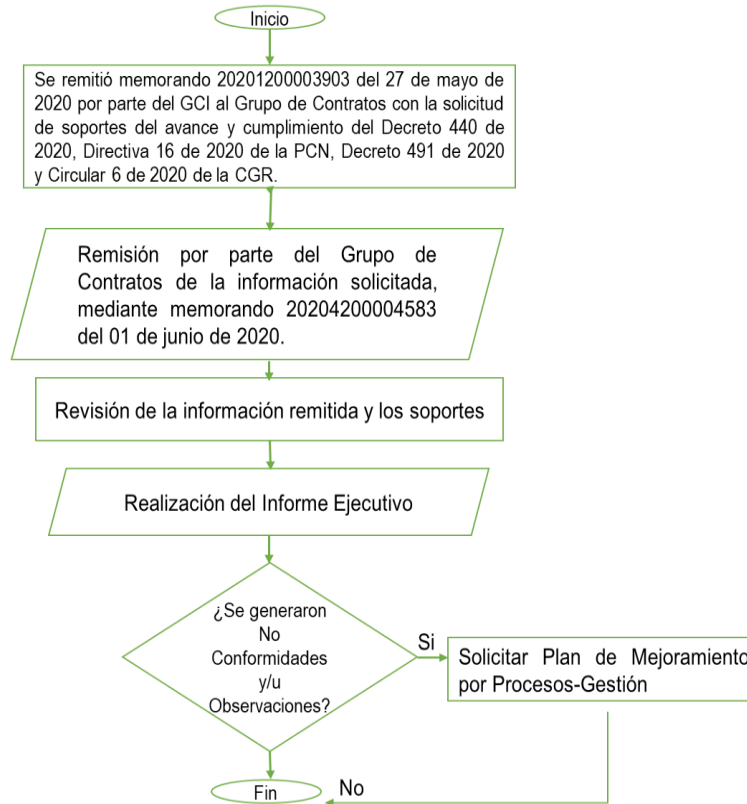 Inicio
Se remitió memorando 20201200003903 del 27 de mayo de
2020 por parte del GCI al Grupo de Contratos con la solicitud
de soportes del avance y cumplimiento del Decreto 440 de
2020, Directiva 16 de 2020 de la PCN, Decreto 491 de 2020
y Circular 6 de 2020 de la CGR.
Remisión por parte del Grupo de
Contratos de la información solicitada,
mediante memorando 20204200004583
del 01 de junio de 2020.
Revisión de la información remitida y los soportes
Realización del Informe Ejecutivo
¿Se generaron
No
Conformidades
y/u
Observaciones?
Si
Solicitar Plan de Mejoramiento
por Procesos-Gestión
No
Fin